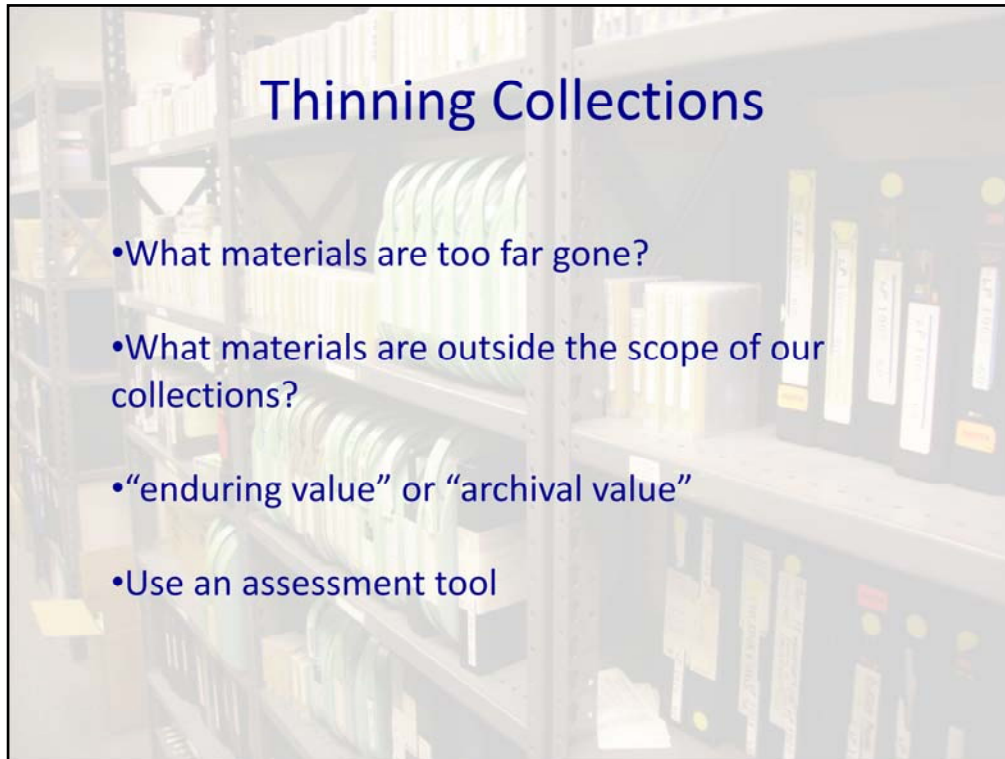 Thinning Collections
•What materials are too far gone?
•What materials are outside the scope of our
collections?
•“enduring value” or “archival value”
•Use an assessment tool